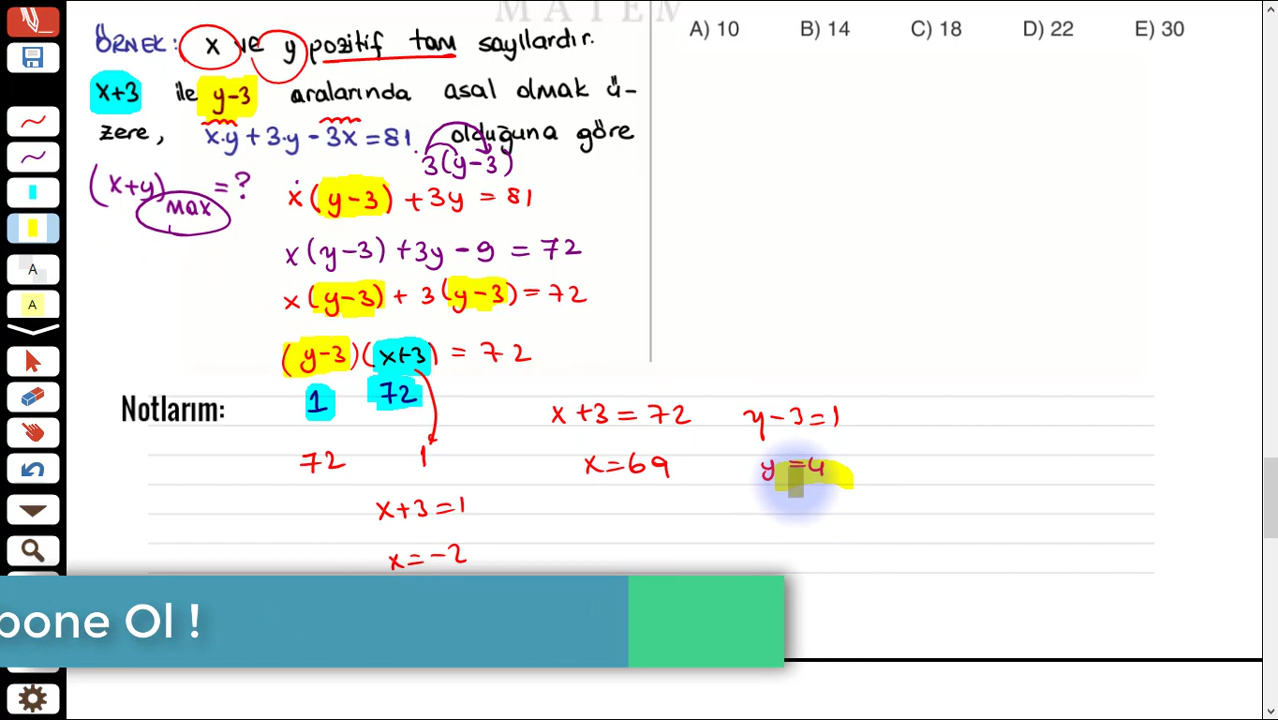 MATEM
ÖRNEK: x ve y pozitif tam sayılardır.
x+3 ile y-3 aralarında asal olmak ü-
zere, x.y + 3.y - 3x = 81. olduğuna göre
3(y-3)
(x+y)max = ?
x(y-3) + 3y = 81
x(y-3) + 3y - 9 = 72
x(y-3) + 3(y-3) = 72
(y-3)(x+3) = 72
1 72
72 1
x+3 = 1
x = -2
Notlarım:
x+3 = 72 y-3 = 1
x = 69 y = 4
A) 10 B) 14 C) 18 D) 22 E) 30
A
A
bone Ol !